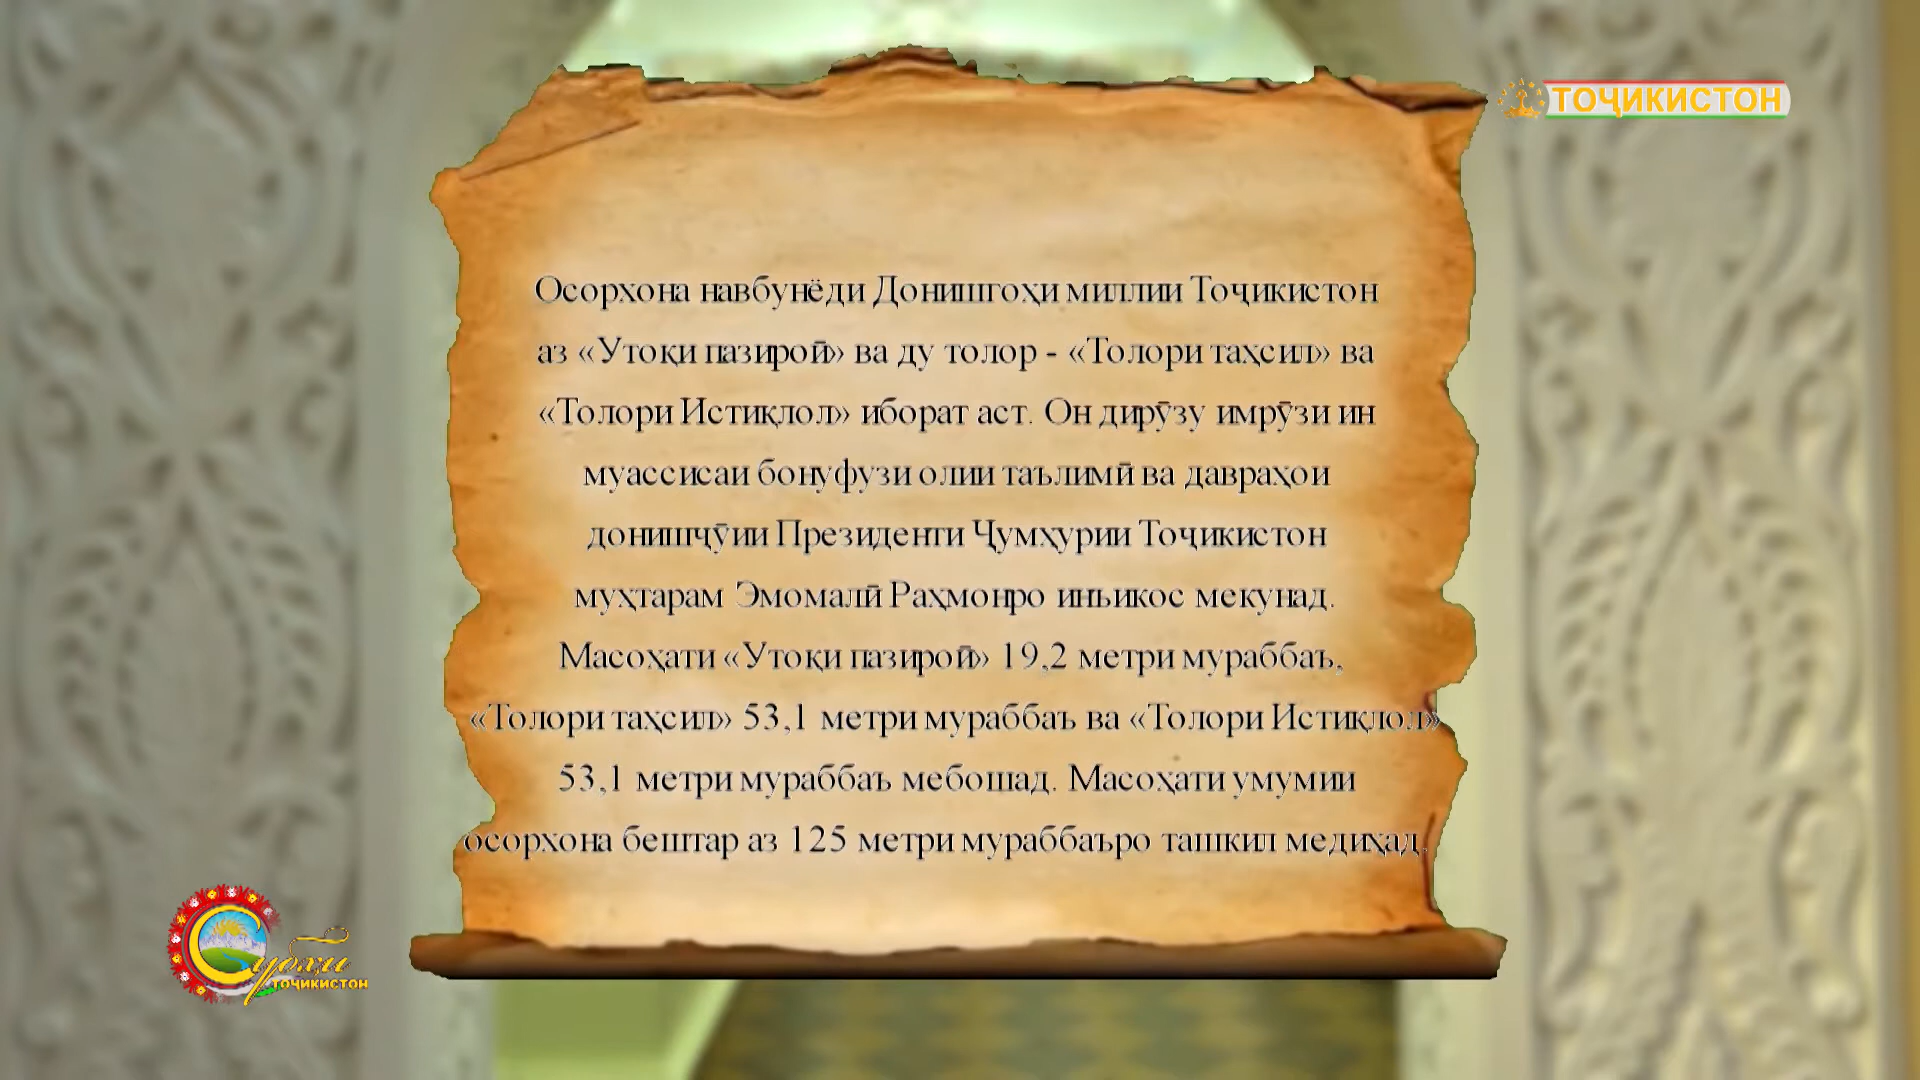 ТОҶИКИСТОН
Осорхона навбунёди Донишгоҳи миллии Тоҷикистон
аз «Утоқи пазироӣ» ва ду толор - «Толори таҳсил» ва
«Толори Истиқлол» иборат аст. Он дирӯзу имрӯзи ин
муассисаи бонуфузи олии таълимӣ ва давраҳои
донишҷӯии Президенти Ҷумҳурии Тоҷикистон
муҳтарам Эмомалӣ Раҳмонро инъикос мекунад.
Масоҳати «Утоқи пазироӣ» 19,2 метри мураббаъ,
«Толори таҳсил» 53,1 метри мураббаъ ва «Толори Истиқлол»
53,1 метри мураббаъ мебошад. Масоҳати умумии
осорхона бештар аз 125 метри мураббаъро ташкил медиҳад.
Субҳи
ТОҶИКИСТОН